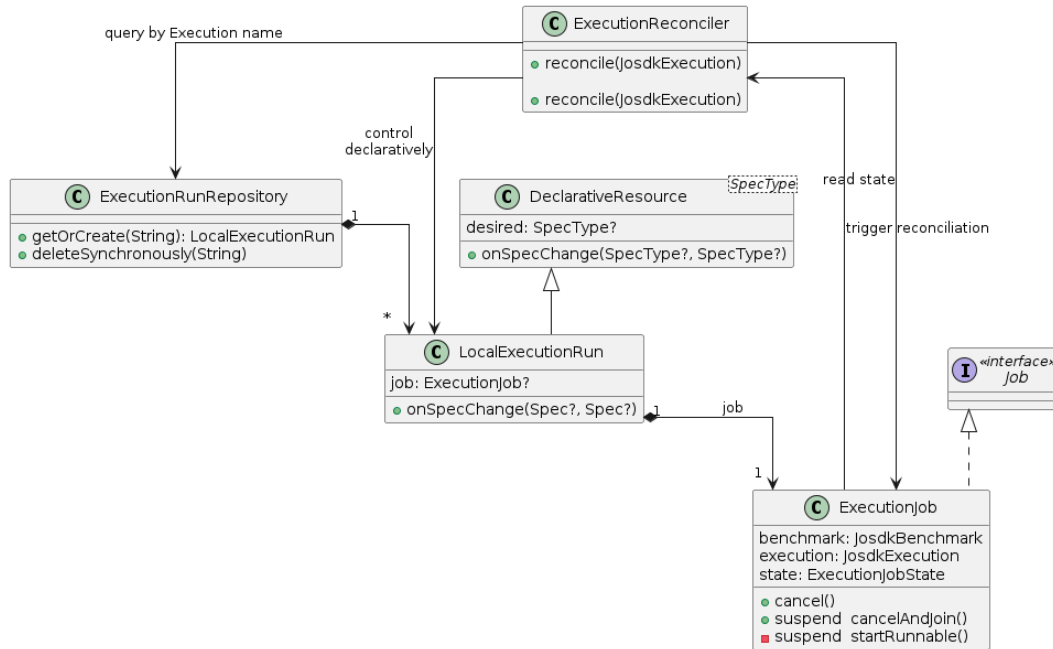 C ExecutionReconciler
reconcile(JosdkExecution)
reconcile(JosdkExecution)
query by Execution name
control
declaratively
read state
trigger reconciliation
C ExecutionRunRepository
getOrCreate(String): LocalExecutionRun
deleteSynchronously(String)
1
*
C DeclarativeResource
SpecType
desired: SpecType?
onSpecChange(SpecType?, SpecType?)
C LocalExecutionRun
job: ExecutionJob?
onSpecChange(Spec?, Spec?)
1
job
1
I «interface»
Job
C ExecutionJob
benchmark: JosdkBenchmark
execution: JosdkExecution
state: ExecutionJobState
cancel()
suspend cancelAndJoin()
suspend startRunnable()